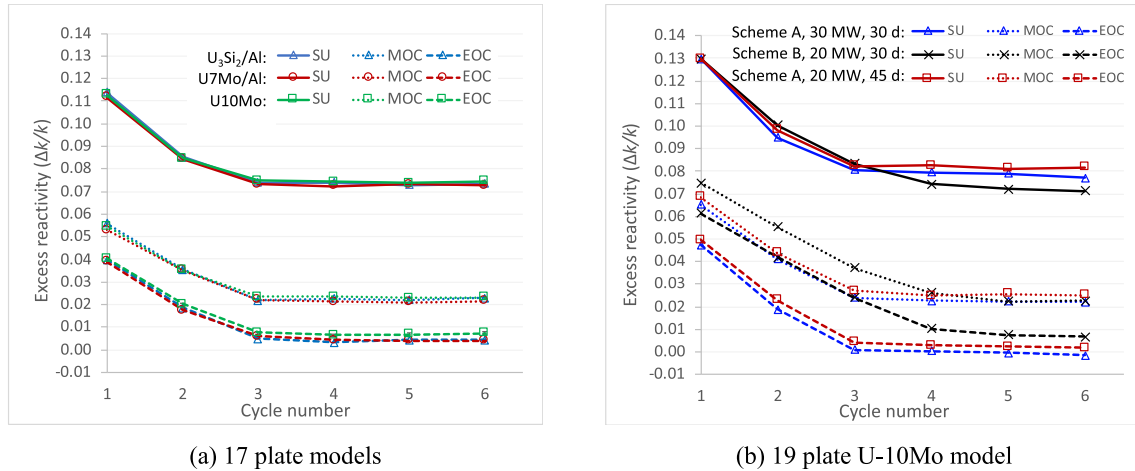 0.14
0.13
0.12
0.11
0.10
0.09
0.08
0.07
0.06
0.05
0.04
0.03
0.02
0.01
0.00
-0.01
Excess reactivity (Δk/k)
U₃Si₂/Al: SU MOC EOC
U7Mo/Al: SU MOC EOC
U10Mo: SU MOC EOC
1 2 3 4 5 6
Cycle number
(a) 17 plate models
0.14
0.13
0.12
0.11
0.10
0.09
0.08
0.07
0.06
0.05
0.04
0.03
0.02
0.01
0.00
-0.01
Excess reactivity (Δk/k)
Scheme A, 30 MW, 30 d: SU MOC EOC
Scheme B, 20 MW, 30 d: SU MOC EOC
Scheme A, 20 MW, 45 d: SU MOC EOC
1 2 3 4 5 6
Cycle number
(b) 19 plate U-10Mo model